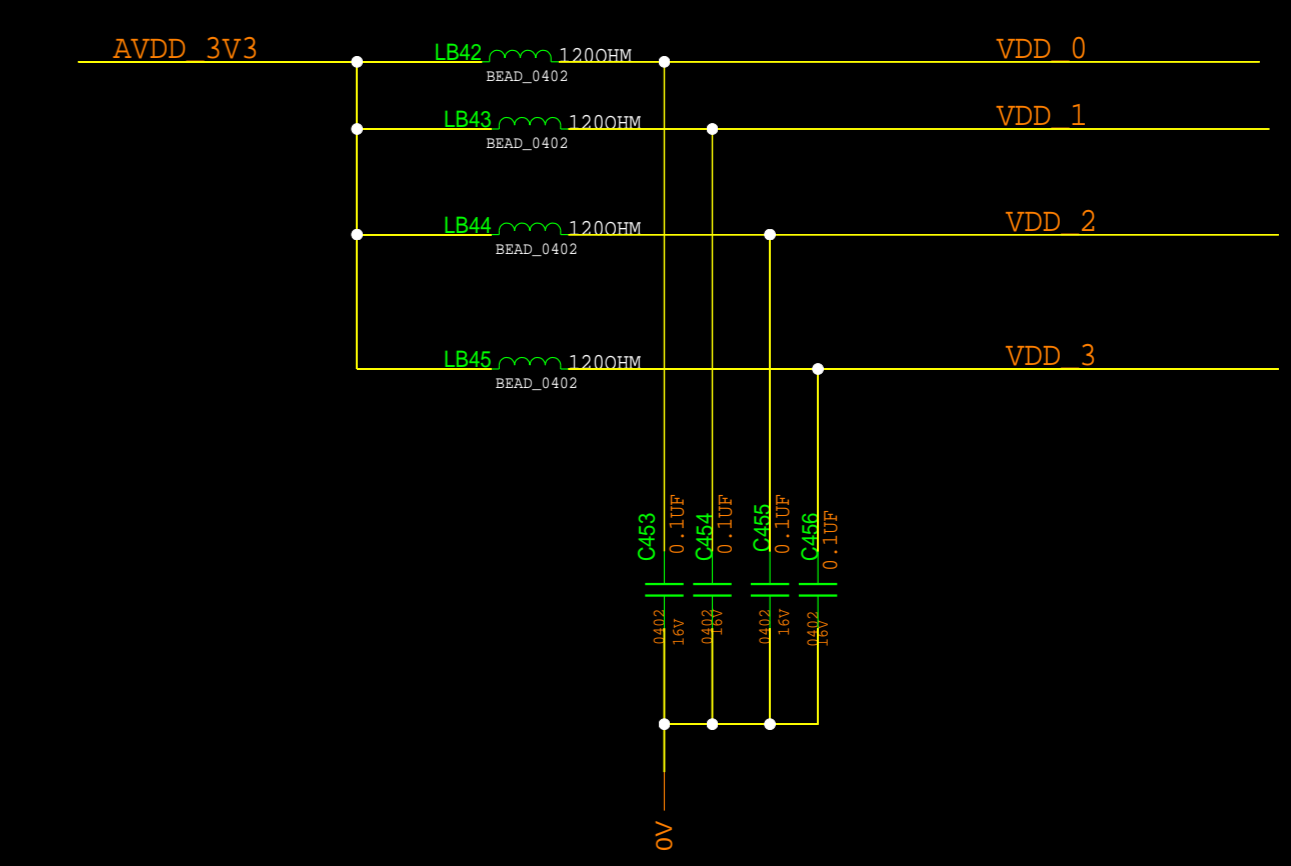 AVDD_3V3
LB42
120OHM
BEAD_0402
VDD_0
LB43
120OHM
BEAD_0402
VDD_1
LB44
120OHM
BEAD_0402
VDD_2
LB45
120OHM
BEAD_0402
VDD_3
C453
0.1UF
C454
0.1UF
C455
0.1UF
C456
0.1UF
0402
16V
0402
16V
0402
16V
0402
16V
0V